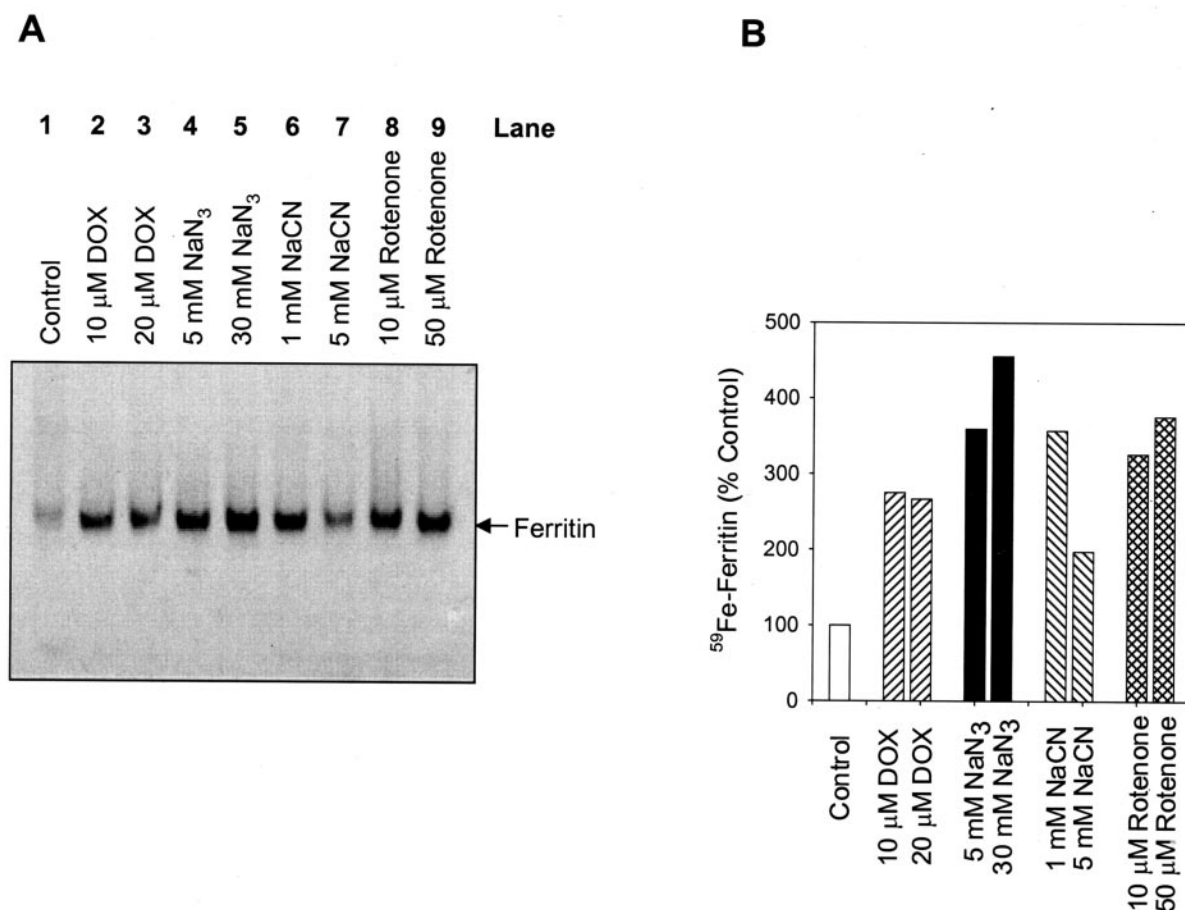 A
1 2 3 4 5 6 7 8 9 Lane
Control
10 μM DOX
20 μM DOX
5 mM NaN₃
30 mM NaN₃
1 mM NaCN
5 mM NaCN
10 μM Rotenone
50 μM Rotenone
Ferritin
B
⁵⁹Fe-Ferritin (% Control)
500
400
300
200
100
0
Control
10 μM DOX
20 μM DOX
5 mM NaN₃
30 mM NaN₃
1 mM NaCN
5 mM NaCN
10 μM Rotenone
50 μM Rotenone